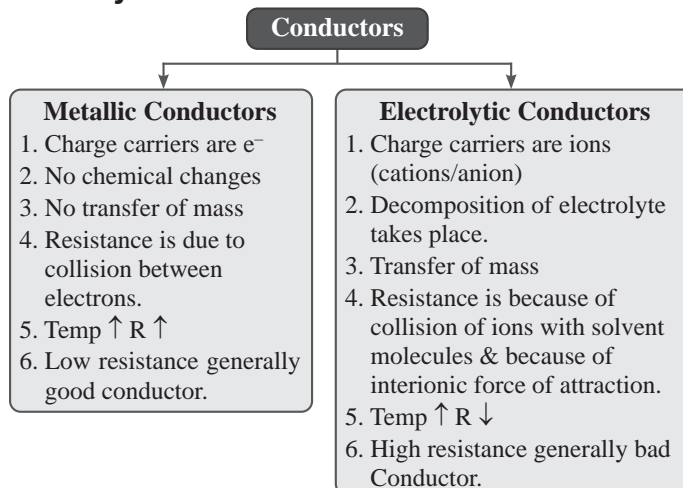 Conductors
Metallic Conductors
1. Charge carriers are e⁻
2. No chemical changes
3. No transfer of mass
4. Resistance is due to
collision between
electrons.
5. Temp ↑ R ↑
6. Low resistance generally
good conductor.
Electrolytic Conductors
1. Charge carriers are ions
(cations/anion)
2. Decomposition of electrolyte
takes place.
3. Transfer of mass
4. Resistance is because of
collision of ions with solvent
molecules & because of
interionic force of attraction.
5. Temp ↑ R ↓
6. High resistance generally bad
Conductor.